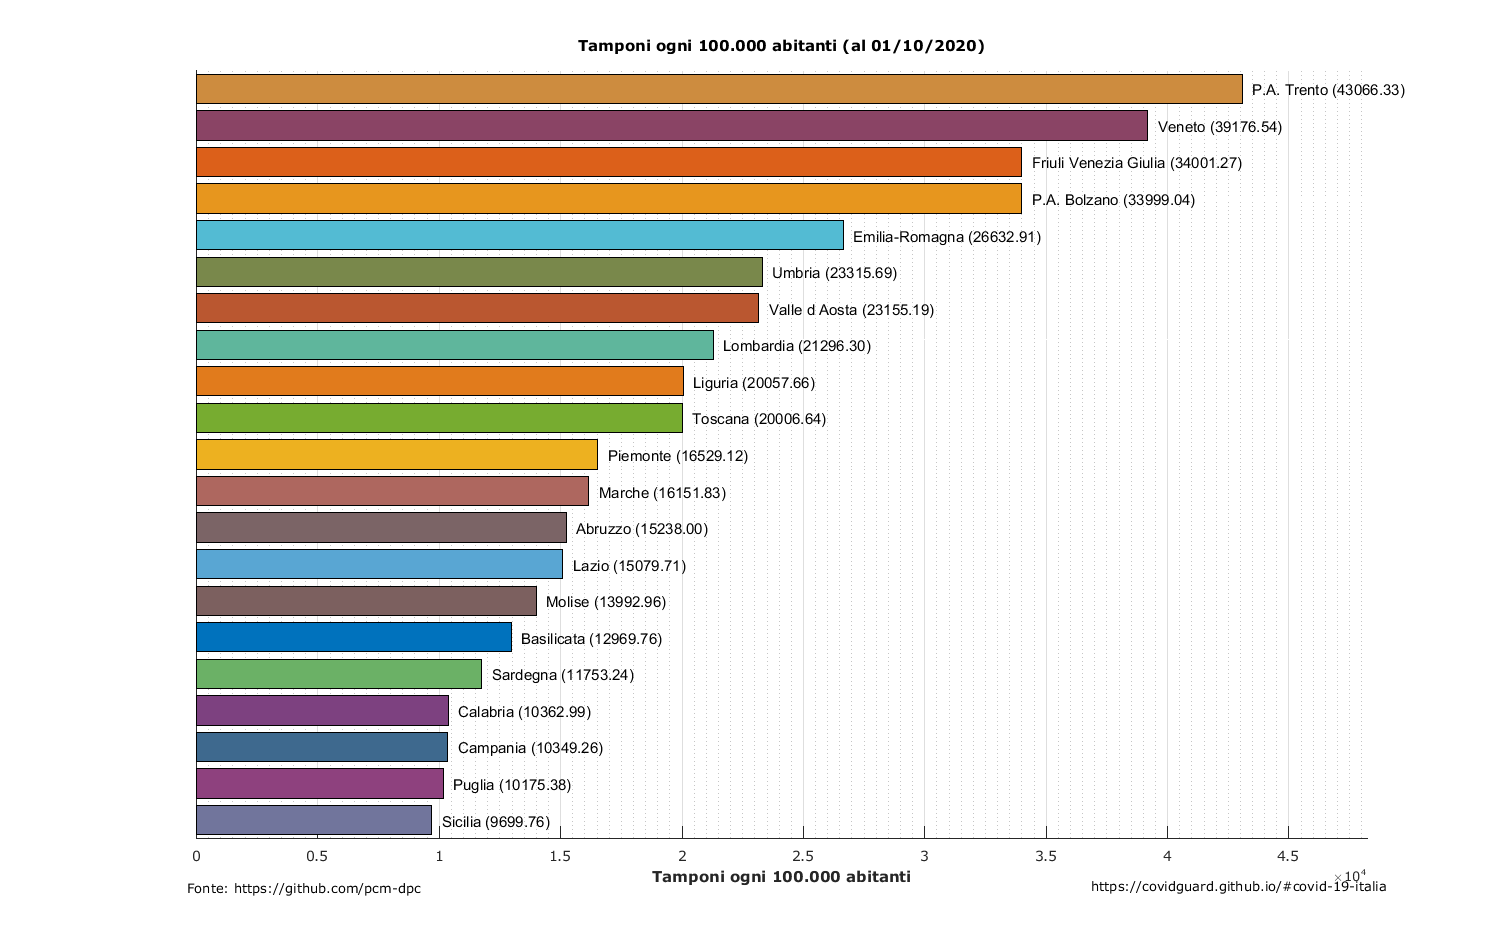 Tamponi ogni 100.000 abitanti (al 01/10/2020)
P.A. Trento (43066.33)
Veneto (39176.54)
Friuli Venezia Giulia (34001.27)
P.A. Bolzano (33999.04)
Emilia-Romagna (26632.91)
Umbria (23315.69)
Valle d Aosta (23155.19)
Lombardia (21296.30)
Liguria (20057.66)
Toscana (20006.64)
Piemonte (16529.12)
Marche (16151.83)
Abruzzo (15238.00)
Lazio (15079.71)
Molise (13992.96)
Basilicata (12969.76)
Sardegna (11753.24)
Calabria (10362.99)
Campania (10349.26)
Puglia (10175.38)
Sicilia (9699.76)
0 0.5 1 1.5 2 2.5 3 3.5 4 4.5
×10⁴
Tamponi ogni 100.000 abitanti
Fonte: https://github.com/pcm-dpc
https://covidguard.github.io/#covid-19-italia